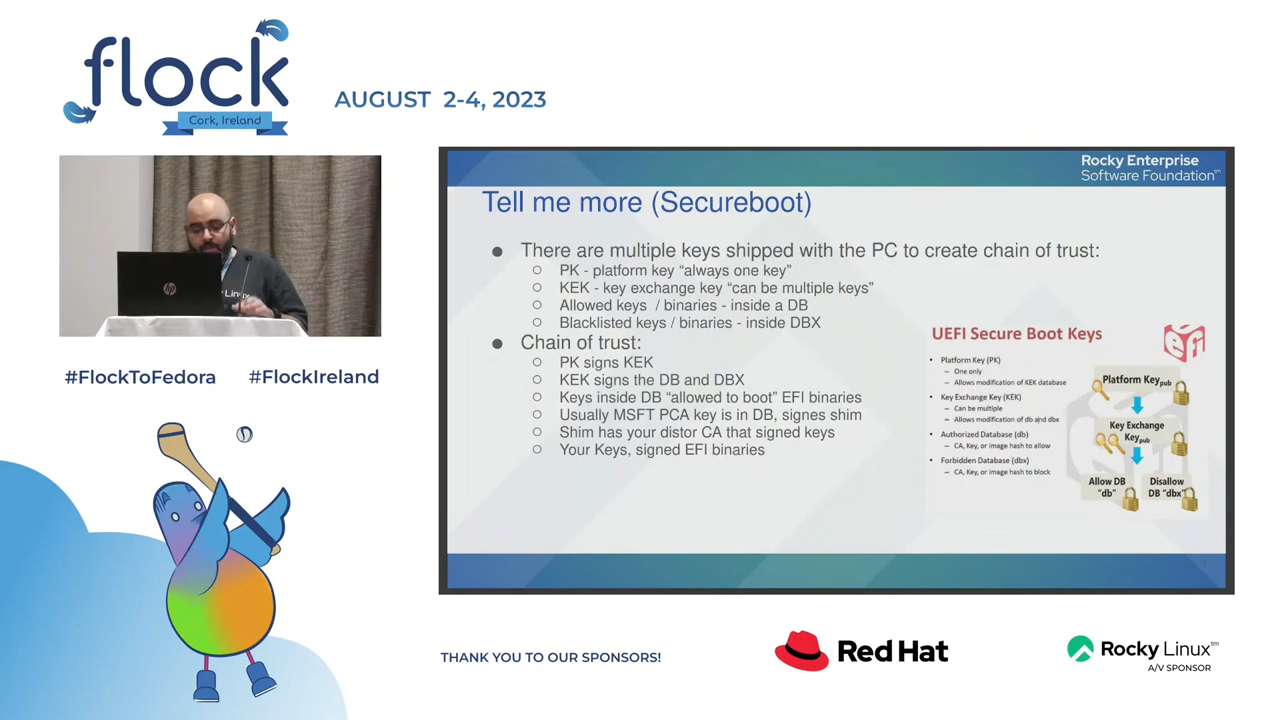 flock
Cork, Ireland
AUGUST 2-4, 2023
hp
y Linux
#FlockToFedora #FlockIreland
Rocky Enterprise
Software Foundation™
Tell me more (Secureboot)
● There are multiple keys shipped with the PC to create chain of trust:
○ PK - platform key “always one key”
○ KEK - key exchange key “can be multiple keys”
○ Allowed keys / binaries - inside a DB
○ Blacklisted keys / binaries - inside DBX
● Chain of trust:
○ PK signs KEK
○ KEK signs the DB and DBX
○ Keys inside DB “allowed to boot” EFI binaries
○ Usually MSFT PCA key is in DB, signes shim
○ Shim has your distor CA that signed keys
○ Your Keys, signed EFI binaries
UEFI Secure Boot Keys
• Platform Key (PK)
– One only
– Allows modification of KEK database
• Key Exchange Key (KEK)
– Can be multiple
– Allows modification of db and dbx
• Authorized Database (db)
– CA, Key, or image hash to allow
• Forbidden Database (dbx)
– CA, Key, or image hash to block
efi
Platform Keypub
Key Exchange
Keypub
Allow DB
"db"
Disallow
DB "dbx"
THANK YOU TO OUR SPONSORS!
Red Hat
Rocky Linux™
A/V SPONSOR